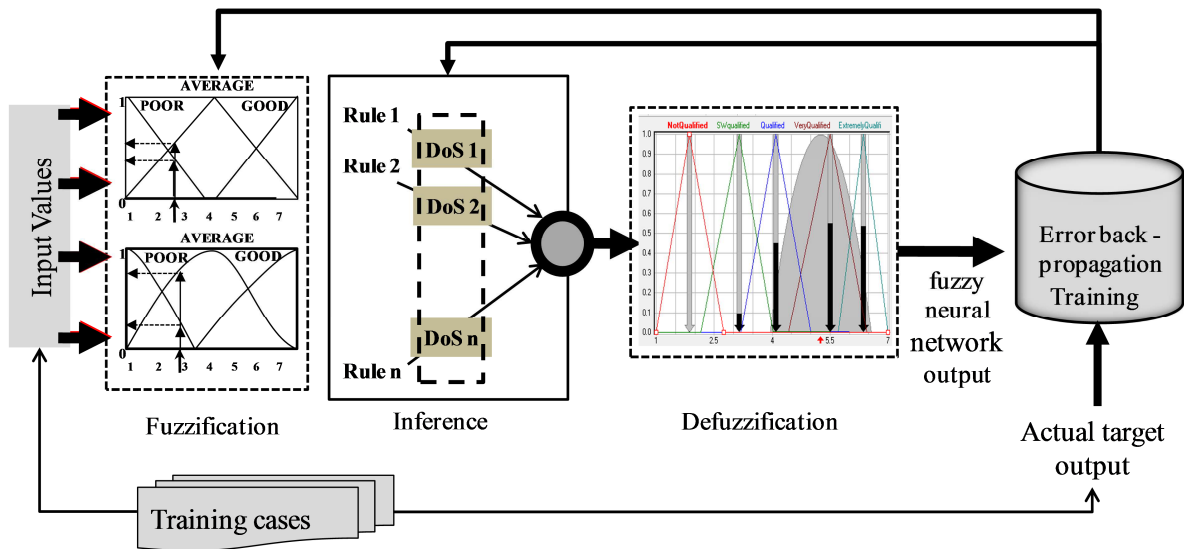 Input Values
AVERAGE
POOR GOOD
1
0
1 2 3 4 5 6 7
AVERAGE
POOR GOOD
1
0
1 2 3 4 5 6 7
Fuzzification
Rule 1
DoS 1
Rule 2
DoS 2
DoS n
Rule n
Inference
NotQualified SWqualified Qualified VeryQualified ExtremelyQualifi
1.0
0.9
0.8
0.7
0.6
0.5
0.4
0.3
0.2
0.1
0.0
1 2.5 4 5.5 7
Defuzzification
fuzzy
neural
network
output
Error back -
propagation
Training
Actual target
output
Training cases